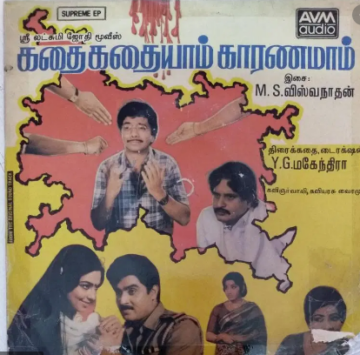 SUPREME EP
AVM
audio
ஸ்ரீ லட்சுமி ஜோதி மூவிஸ்
கதைகதையாம் காரணமாம்
இசை:
M.S.விஸ்வநாதன்
திரைக்கதை, டைரக்‌ஷன்
Y.G.மகேந்திரா